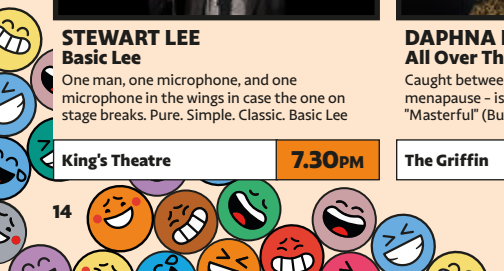 STEWART LEE
Basic Lee
One man, one microphone, and one
microphone in the wings in case the one on
stage breaks. Pure. Simple. Classic. Basic Lee
King's Theatre
7.30PM
DAPHNA
All Over Th
Caught betwee
menapause – is
"Masterful" (Bu
The Griffin
14